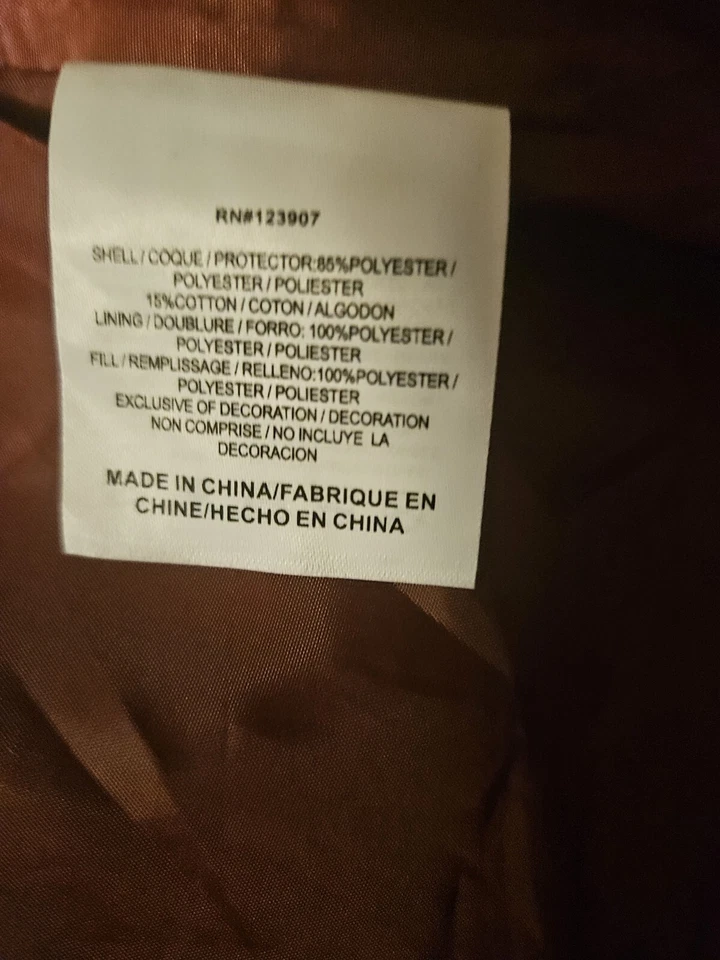 RN#123907
SHELL / COQUE / PROTECTOR:85%POLYESTER /
POLYESTER / POLIESTER
15%COTTON / COTON / ALGODON
LINING / DOUBLURE / FORRO: 100%POLYESTER /
POLYESTER / POLIESTER
FILL / REMPLISSAGE / RELLENO:100%POLYESTER /
POLYESTER / POLIESTER
EXCLUSIVE OF DECORATION / DECORATION
NON COMPRISE / NO INCLUYE LA
DECORACION
MADE IN CHINA/FABRIQUE EN
CHINE/HECHO EN CHINA